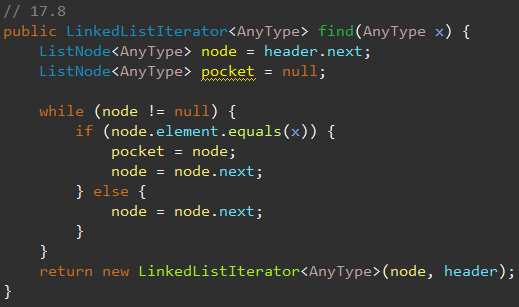 // 17.8
public LinkedListIterator<AnyType> find(AnyType x) {
ListNode<AnyType> node = header.next;
ListNode<AnyType> pocket = null;
while (node != null) {
if (node.element.equals(x)) {
pocket = node;
node = node.next;
} else {
node = node.next;
}
}
return new LinkedListIterator<AnyType>(node, header);
}